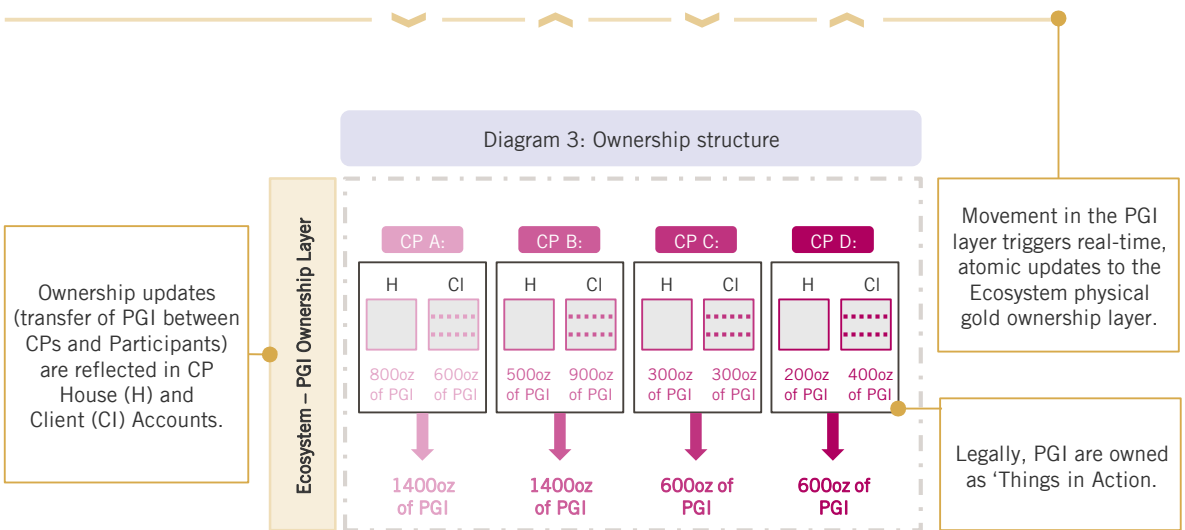 Diagram 3: Ownership structure
Ownership updates
(transfer of PGI between
CPs and Participants)
are reflected in CP
House (H) and
Client (Cl) Accounts.
Ecosystem – PGI Ownership Layer
CP A:
H Cl
800oz
of PGI
600oz
of PGI
1400oz
of PGI
CP B:
H Cl
500oz
of PGI
900oz
of PGI
1400oz
of PGI
CP C:
H Cl
300oz
of PGI
300oz
of PGI
600oz of
PGI
CP D:
H Cl
200oz
of PGI
400oz
of PGI
600oz of
PGI
Movement in the PGI
layer triggers real-time,
atomic updates to the
Ecosystem physical
gold ownership layer.
Legally, PGI are owned
as ‘Things in Action.